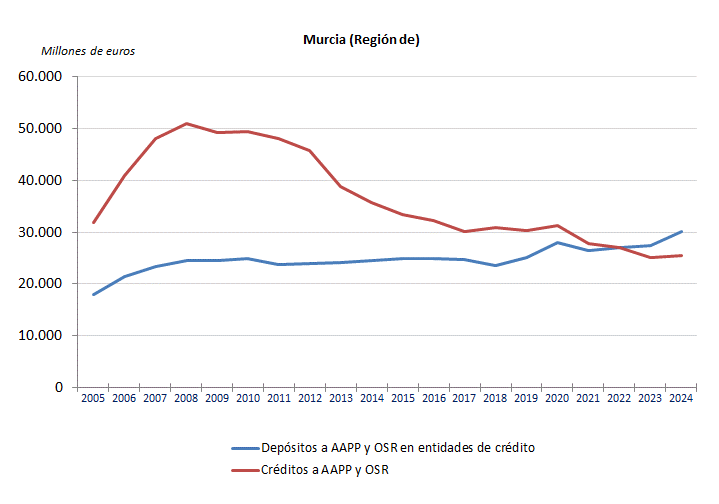 Murcia (Región de)
Millones de euros
60.000
50.000
40.000
30.000
20.000
10.000
0
2005 2006 2007 2008 2009 2010 2011 2012 2013 2014 2015 2016 2017 2018 2019 2020 2021 2022 2023 2024
Depósitos a AAPP y OSR en entidades de crédito
Créditos a AAPP y OSR